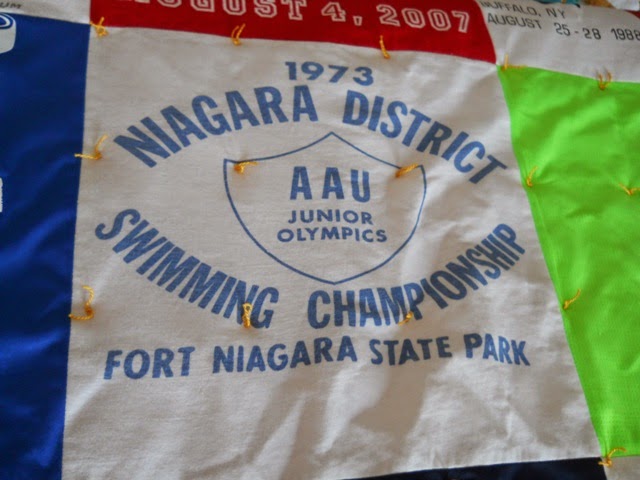 AUGUST 4, 2007
BUFFALO, NY
AUGUST 25-28 1988
1973
NIAGARA DISTRICT
AAU
JUNIOR
OLYMPICS
SWIMMING CHAMPIONSHIP
FORT NIAGARA STATE PARK